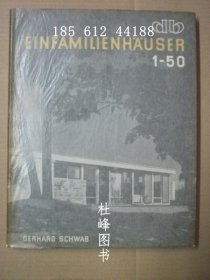 185 612 44188
db
EINFAMILIENHÄUSER
1-50
杜峰图书
GERHARD SCHWAB